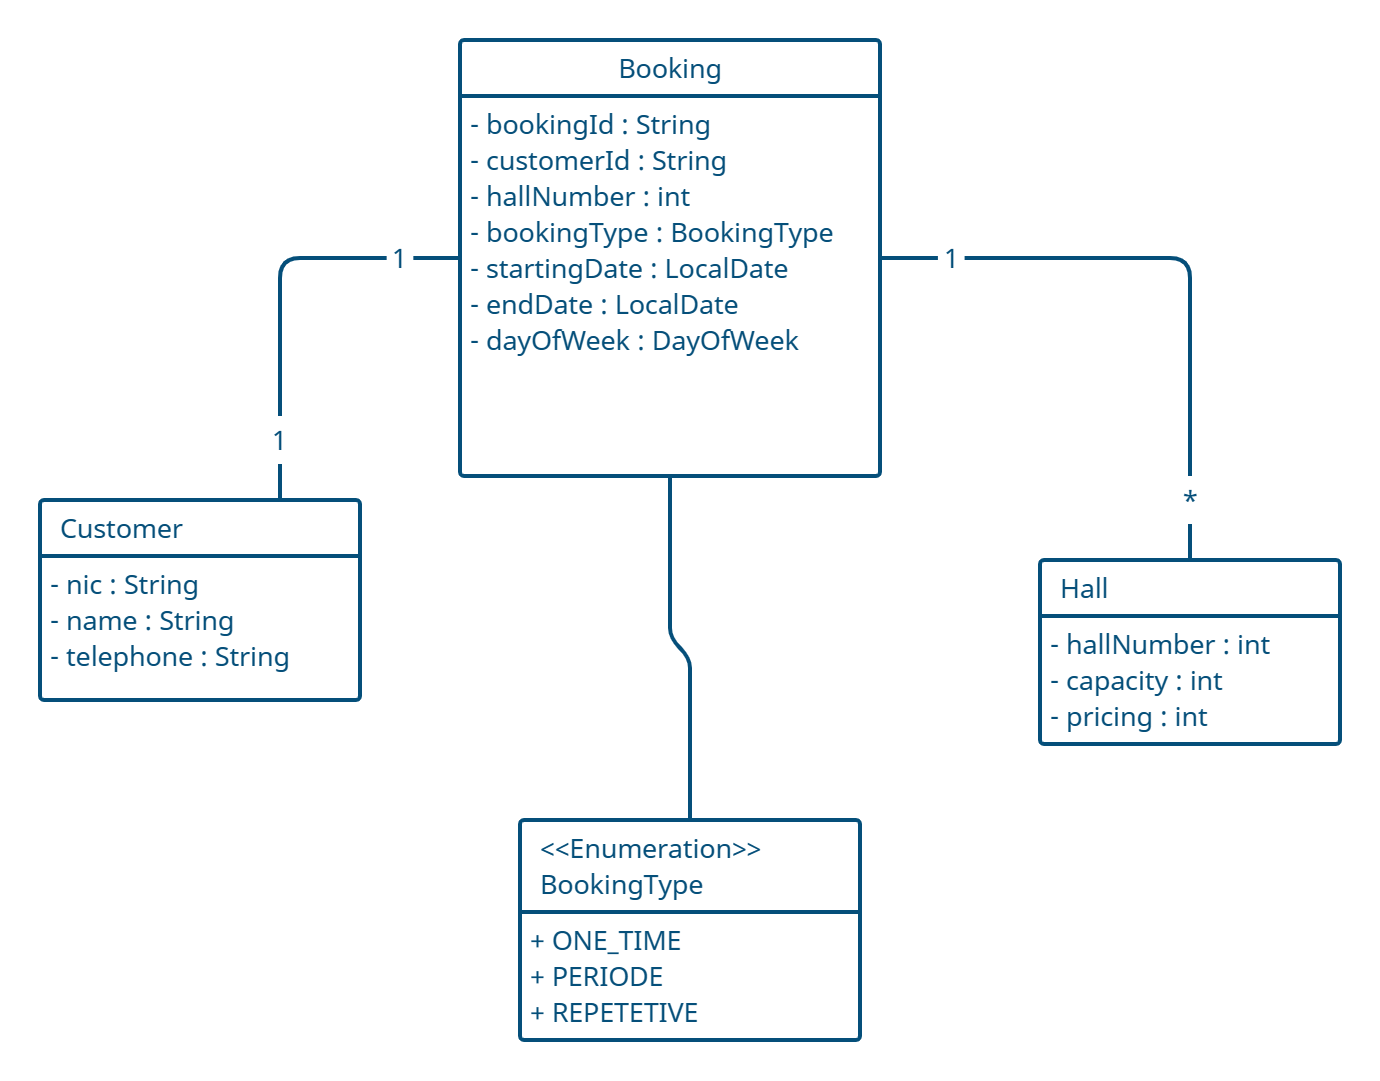 Booking
- bookingId : String
- customerId : String
- hallNumber : int
- bookingType : BookingType
- startingDate : LocalDate
- endDate : LocalDate
- dayOfWeek : DayOfWeek
1
1
1
*
Customer
- nic : String
- name : String
- telephone : String
Hall
- hallNumber : int
- capacity : int
- pricing : int
<<Enumeration>>
BookingType
+ ONE_TIME
+ PERIODE
+ REPETETIVE